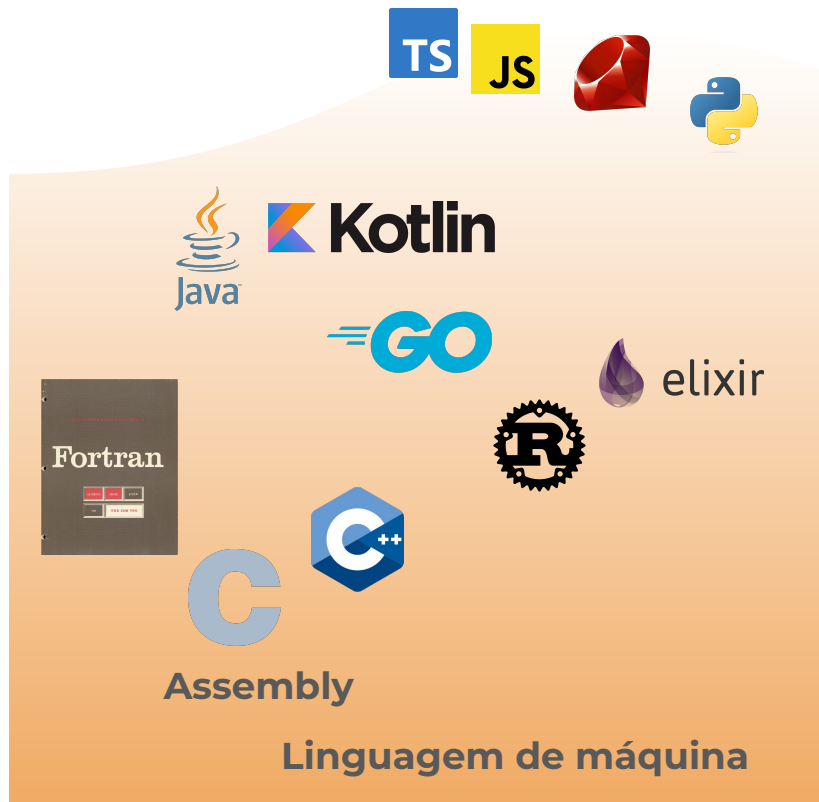 TS
JS
Java
Kotlin
GO
elixir
Fortran
R
C++
C
Assembly
Linguagem de máquina